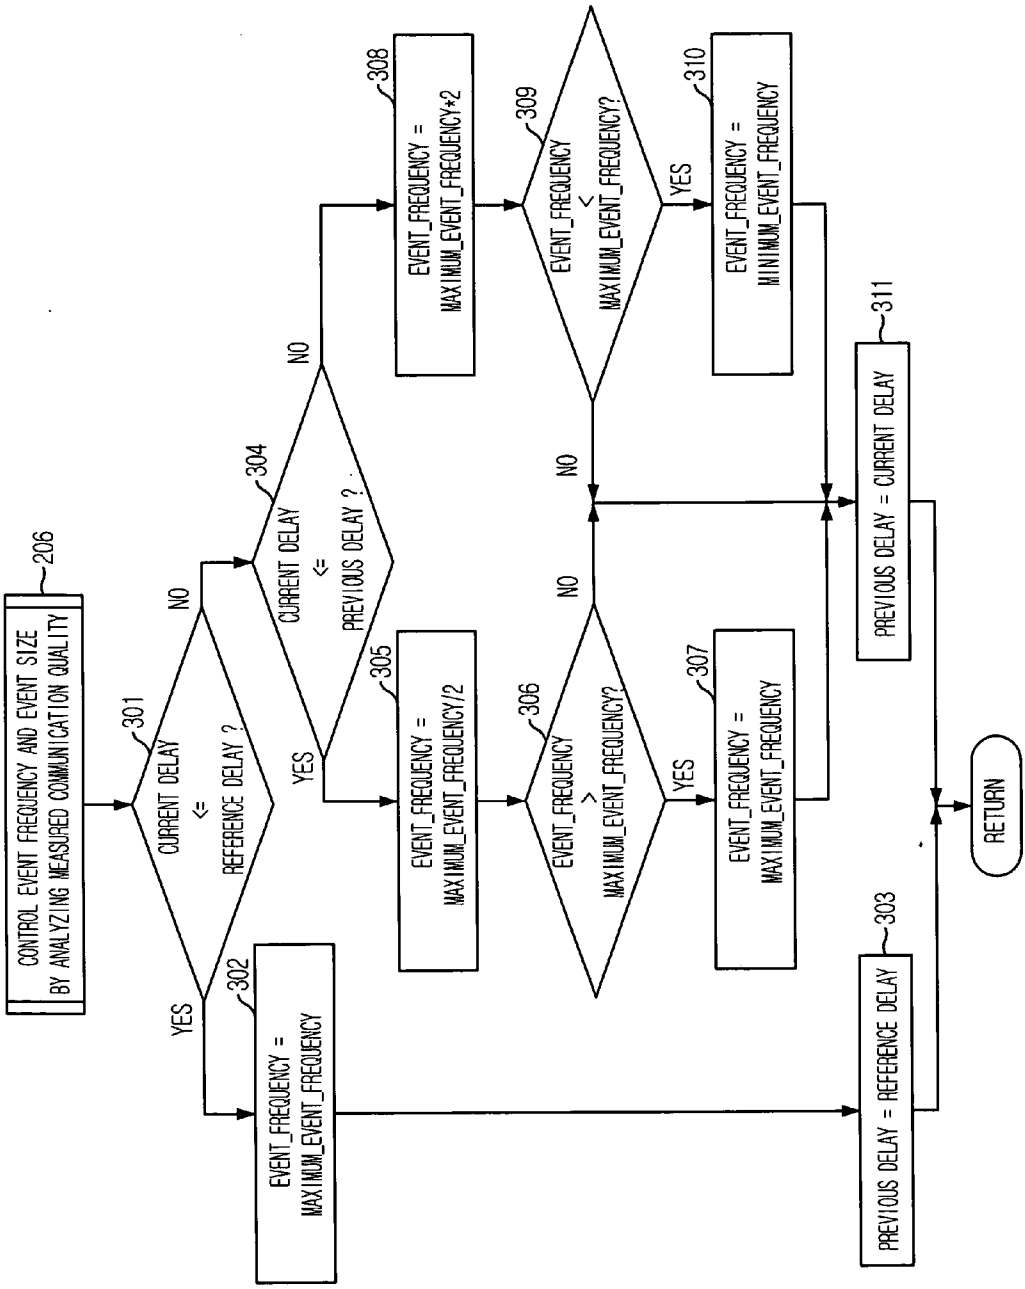 CONTROL EVENT FREQUENCY AND EVENT SIZE
BY ANALYZING MEASURED COMMUNICATION QUALITY
206
301
CURRENT DELAY
<=
REFERENCE DELAY ?
YES
NO
302
EVENT_FREQUENCY =
MAXIMUM_EVENT_FREQUENCY
304
CURRENT DELAY
<=
PREVIOUS DELAY ?
YES
NO
305
EVENT_FREQUENCY =
MAXIMUM_EVENT_FREQUENCY/2
308
EVENT_FREQUENCY =
MAXIMUM_EVENT_FREQUENCY*2
306
EVENT_FREQUENCY
>
MAXIMUM_EVENT_FREQUENCY?
NO
YES
309
EVENT_FREQUENCY
<
MAXIMUM_EVENT_FREQUENCY?
NO
YES
307
EVENT_FREQUENCY =
MAXIMUM_EVENT_FREQUENCY
310
EVENT_FREQUENCY =
MINIMUM_EVENT_FREQUENCY
303
PREVIOUS DELAY = REFERENCE DELAY
311
PREVIOUS DELAY = CURRENT DELAY
RETURN